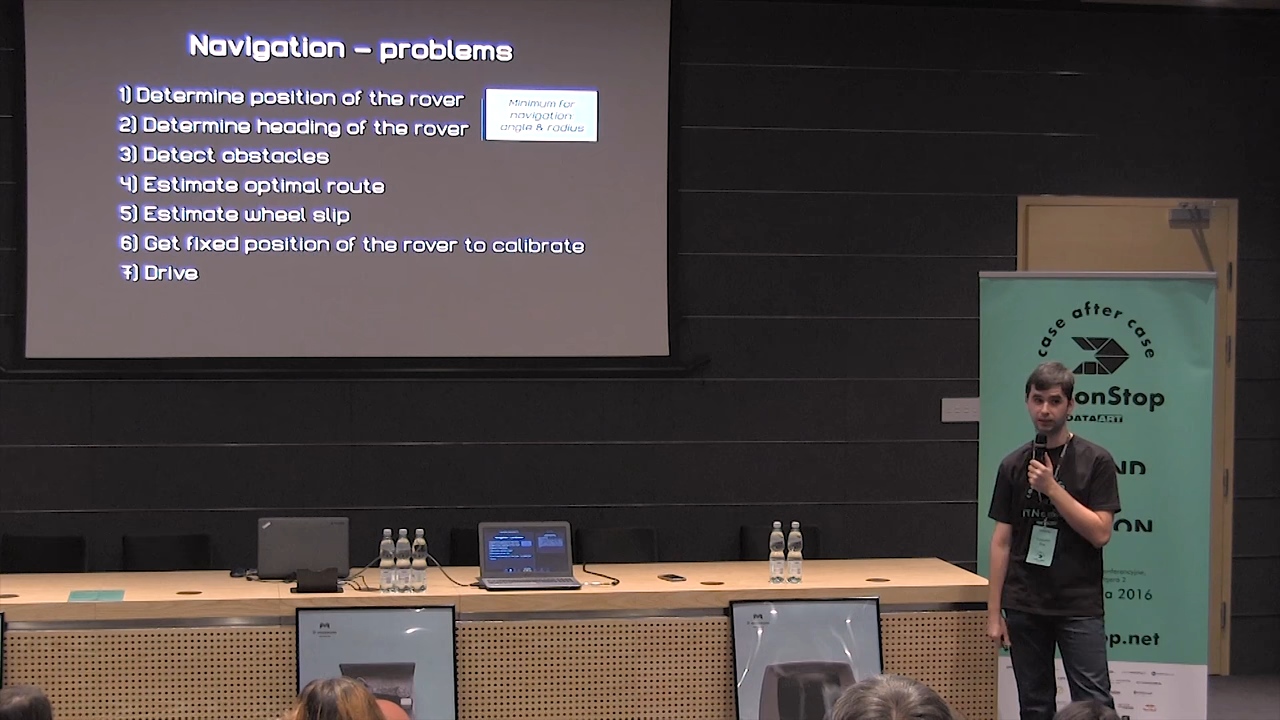 Navigation – problems
1) Determine position of the rover
2) Determine heading of the rover
3) Detect obstacles
4) Estimate optimal route
5) Estimate wheel slip
6) Get fixed position of the rover to calibrate
7) Drive
Minimum for
navigation
angle & radius
case after case
onStop
DATAART
ND
ON
a 2016
op.net